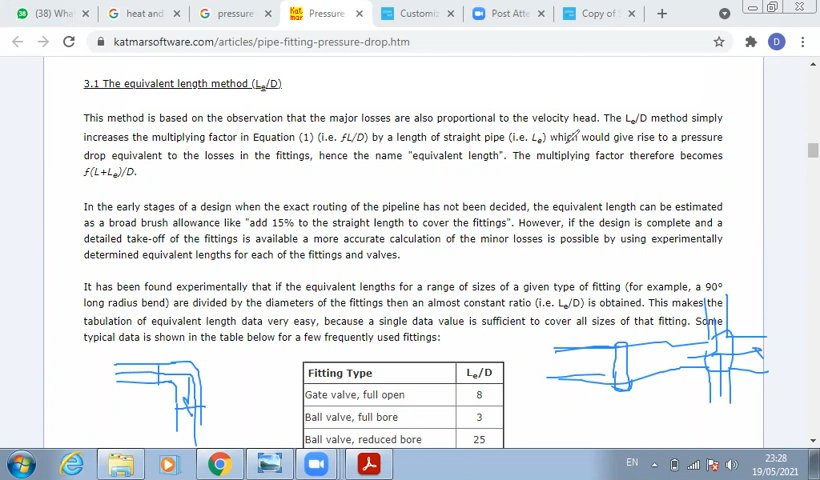 (38) Wha
heat and
pressure
Kat
mar
Pressure
Customiz
Post Atte
Copy of S
katmarsoftware.com/articles/pipe-fitting-pressure-drop.htm
D
3.1 The equivalent length method (Le/D)
This method is based on the observation that the major losses are also proportional to the velocity head. The Le/D method simply
increases the multiplying factor in Equation (1) (i.e. ƒL/D) by a length of straight pipe (i.e. Le) which would give rise to a pressure
drop equivalent to the losses in the fittings, hence the name "equivalent length". The multiplying factor therefore becomes
ƒ(L+Le)/D.
In the early stages of a design when the exact routing of the pipeline has not been decided, the equivalent length can be estimated
as a broad brush allowance like "add 15% to the straight length to cover the fittings". However, if the design is complete and a
detailed take-off of the fittings is available a more accurate calculation of the minor losses is possible by using experimentally
determined equivalent lengths for each of the fittings and valves.
It has been found experimentally that if the equivalent lengths for a range of sizes of a given type of fitting (for example, a 90°
long radius bend) are divided by the diameters of the fittings then an almost constant ratio (i.e. Le/D) is obtained. This makes the
tabulation of equivalent length data very easy, because a single data value is sufficient to cover all sizes of that fitting. Some
typical data is shown in the table below for a few frequently used fittings:
Fitting Type Le/D
Gate valve, full open 8
Ball valve, full bore 3
Ball valve, reduced bore 25
EN
23:28
19/05/2021